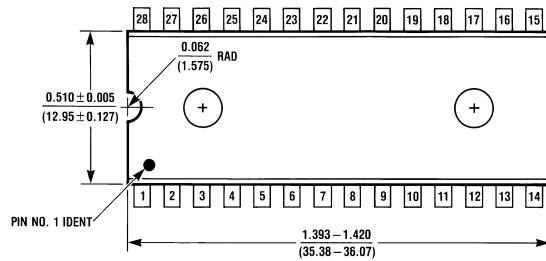 28 27 26 25 24 23 22 21 20 19 18 17 16 15
0.062
(1.575)
RAD
0.510 ± 0.005
(12.95 ± 0.127)
PIN NO. 1 IDENT
1 2 3 4 5 6 7 8 9 10 11 12 13 14
1.393 – 1.420
(35.38 – 36.07)